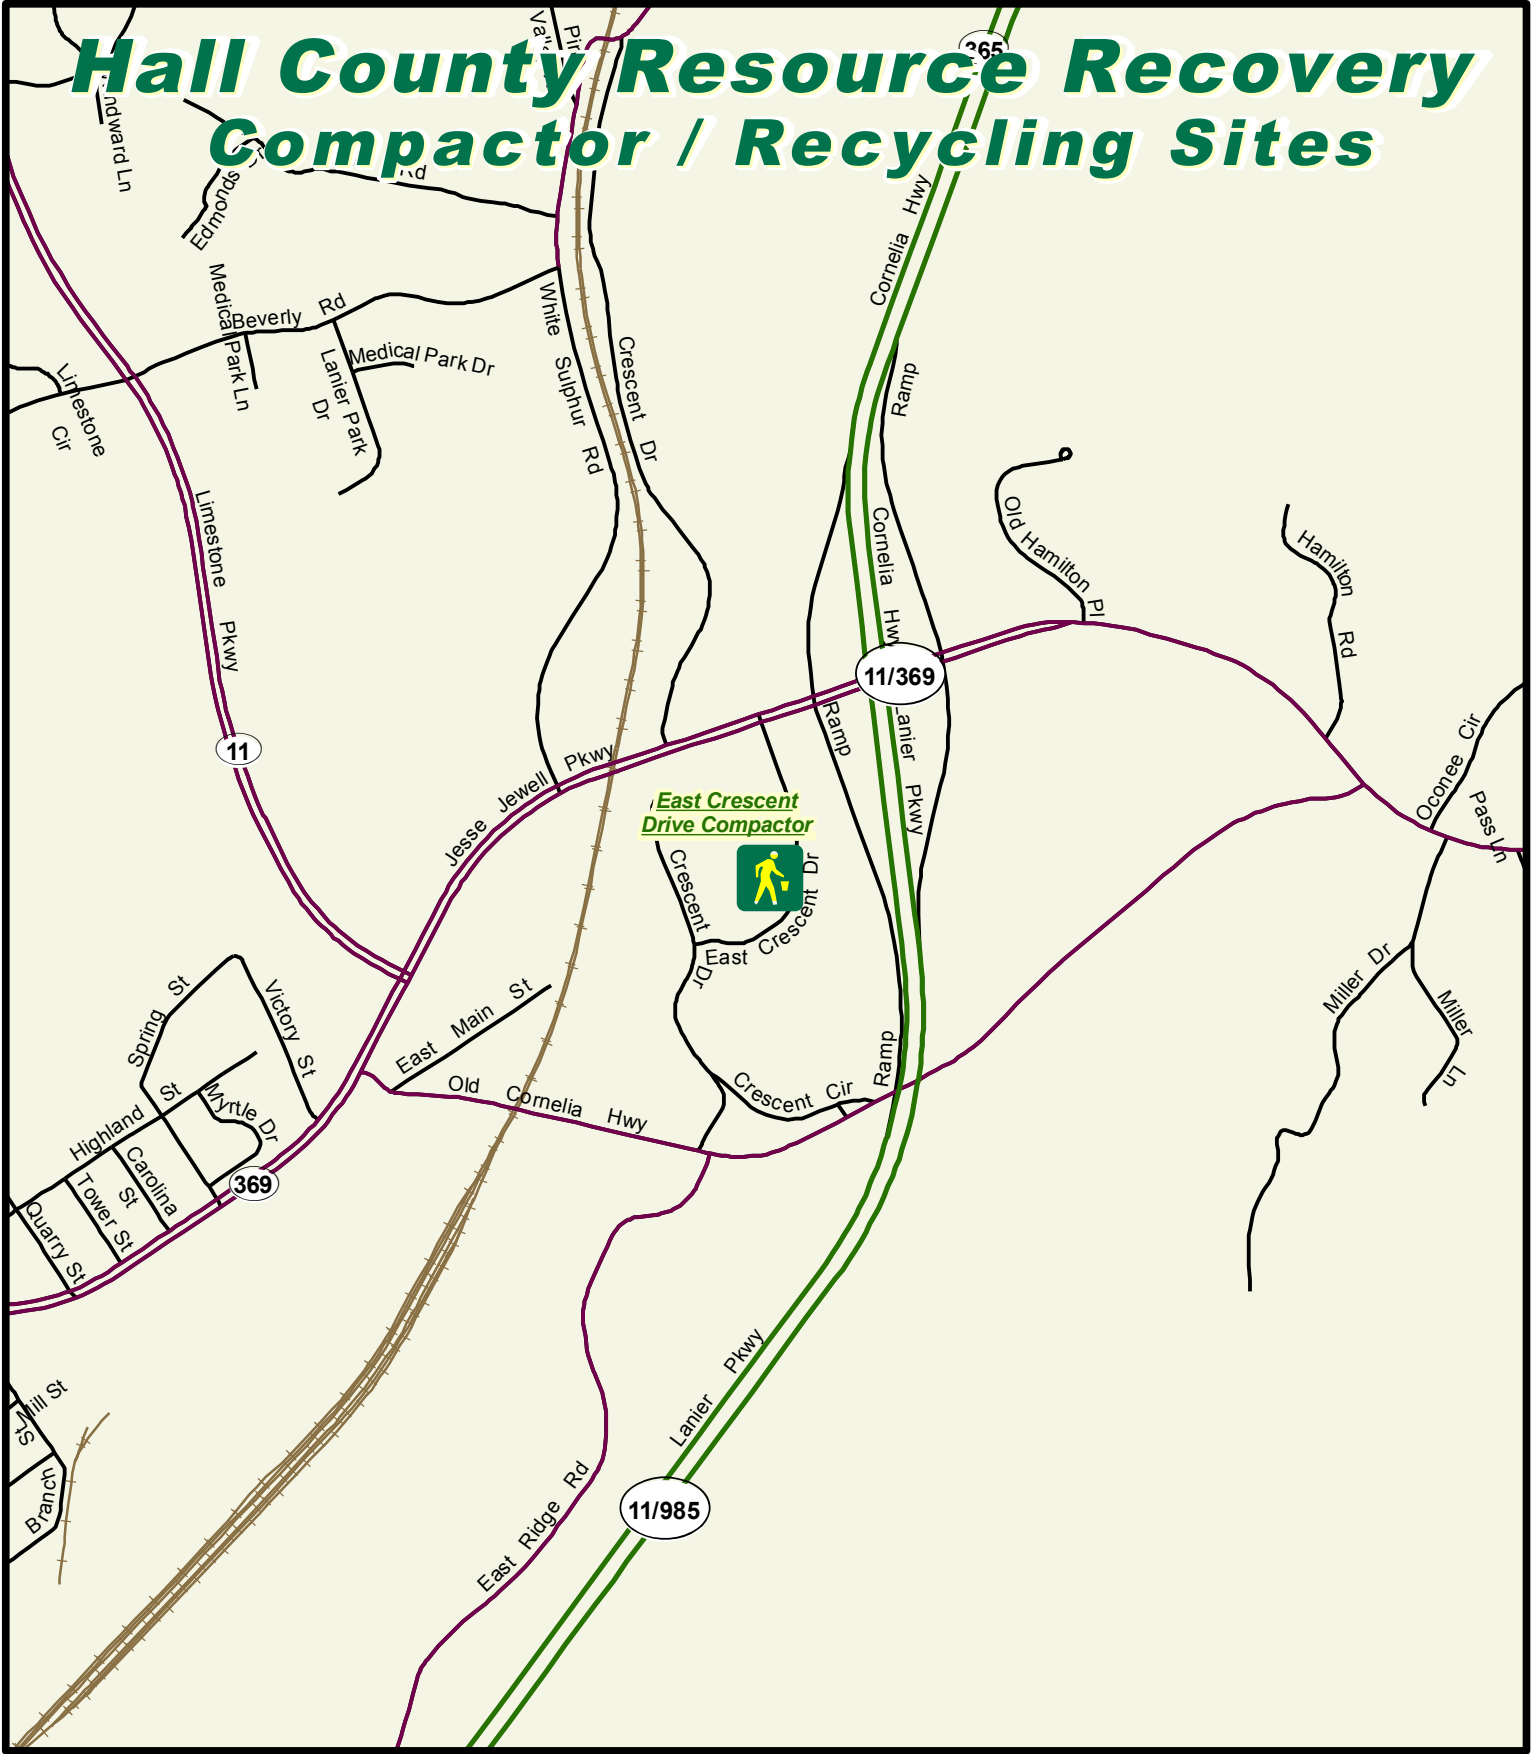 Hall County Resource Recovery
Compactor / Recycling Sites
365
Rd
Edmonds
Cornelia Hwy
Medical Park Ln
Beverly Rd
White Sulphur Rd
Crescent Dr
Medical Park Dr
Lanier Park Dr
Limestone Cir
Ramp
Limestone Pkwy
Cornelia Hwy
Old Hamilton Pl
Hamilton Rd
11/369
Ramp
Lanier Pkwy
11
Jesse Jewell Pkwy
Oconee Cir
Pass Ln
East Crescent
Drive Compactor
Crescent Dr
East Crescent Dr
Miller Dr
Miller Ln
Spring St
Victory St
East Main St
Ramp
Old Cornelia Hwy
Crescent Cir
Highland St
Myrtle Dr
Carolina St
Tower St
Quarry St
369
Lanier Pkwy
Mill St
St
Branch
East Ridge Rd
11/985